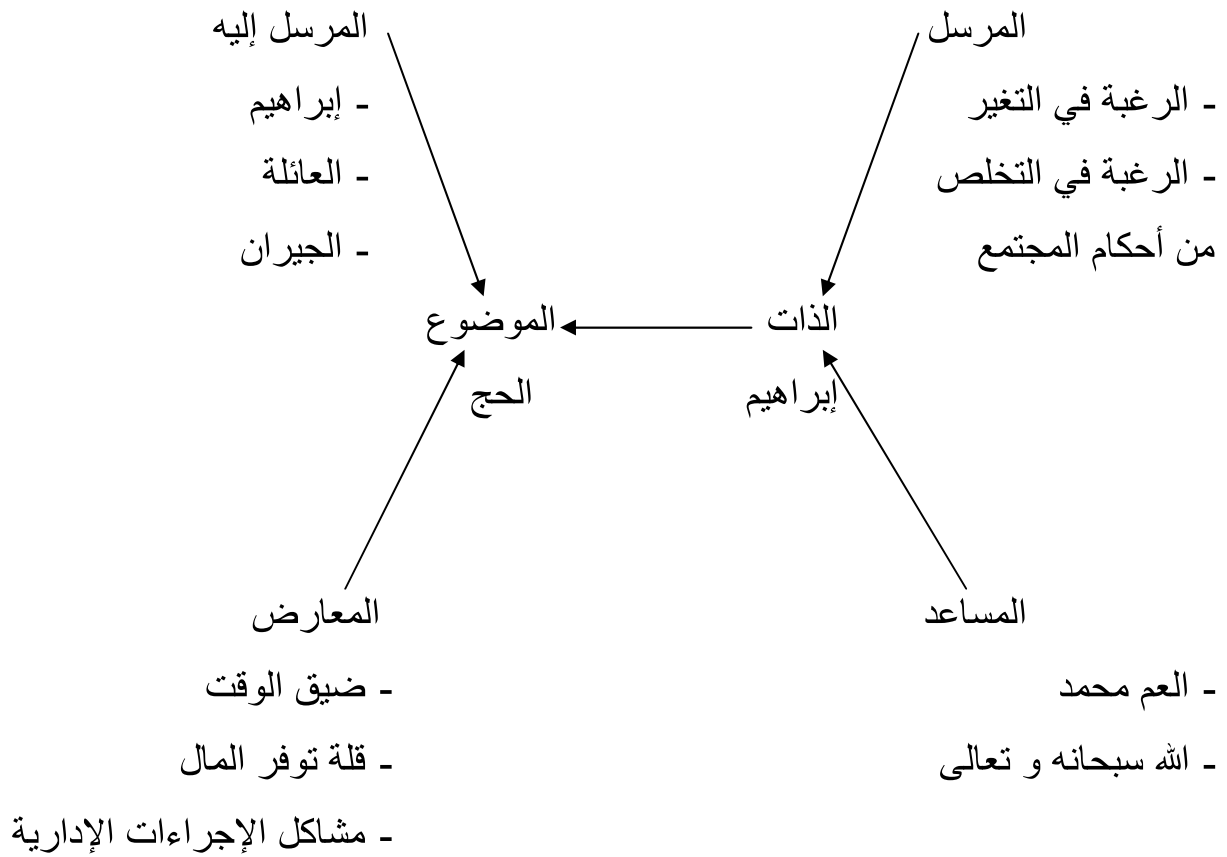 المرسل
المرسل إليه
- الرغبة في التغير
- إبراهيم
- الرغبة في التخلص
- العائلة
من أحكام المجتمع
- الجيران
الذات
الموضوع
إبراهيم
الحج
المساعد
المعارض
- العم محمد
- ضيق الوقت
- الله سبحانه و تعالى
- قلة توفر المال
- مشاكل الإجراءات الإدارية